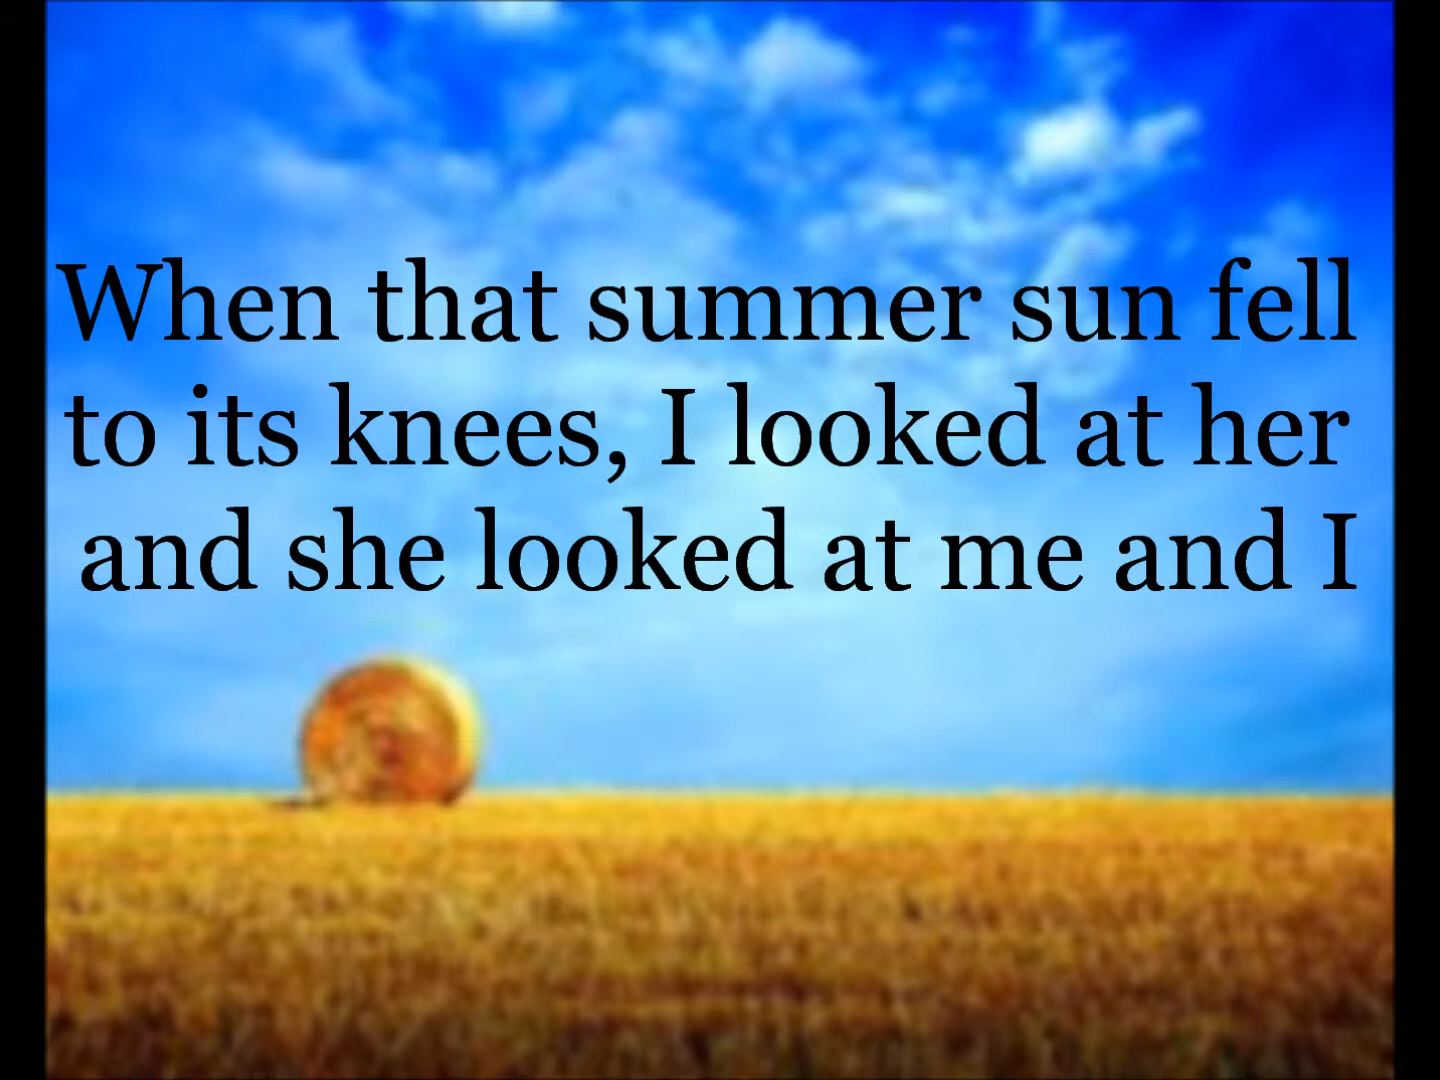 When that summer sun fell
to its knees, I looked at her
and she looked at me and I